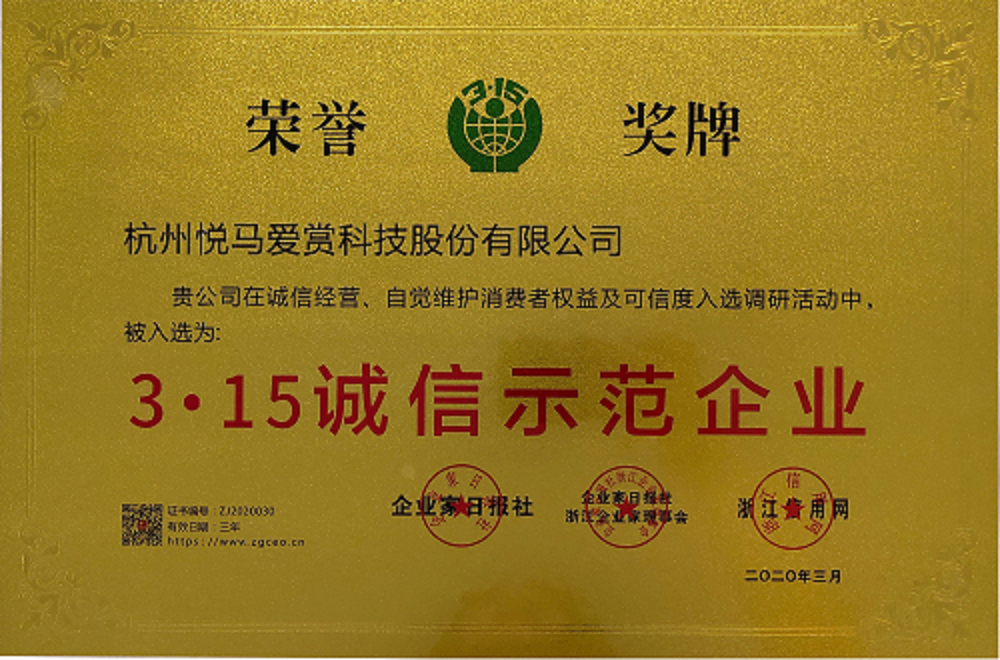 荣誉 3·15 奖牌
杭州悦马爱赏科技股份有限公司
贵公司在诚信经营、自觉维护消费者权益及可信度入选调研活动中，
被入选为:
3·15诚信示范企业
证书编号：ZJ2020030
有效日期：三年
https://www.zgceo.cn
企业家日报社
企业家日报社
浙江企业家理事会
浙江信用网
二〇二〇年三月